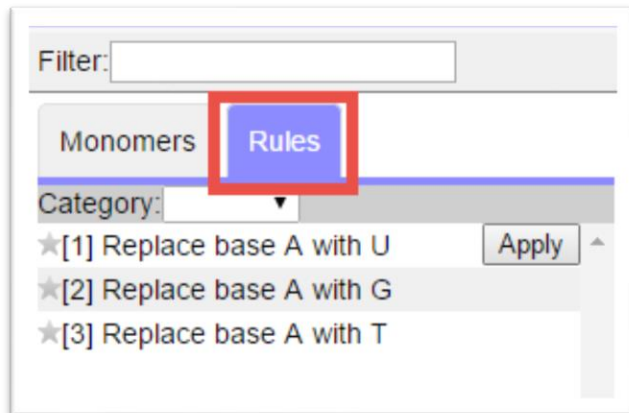 Filter:
Monomers Rules
Category:
[1] Replace base A with U Apply
[2] Replace base A with G
[3] Replace base A with T